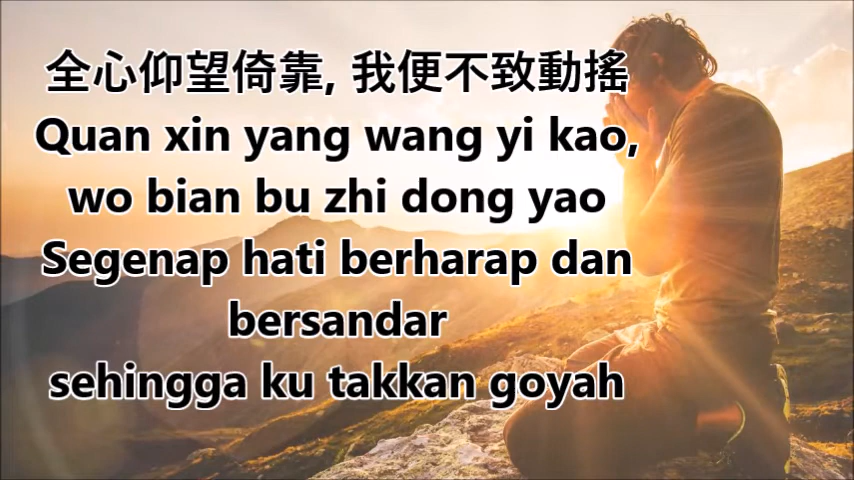 全心仰望倚靠, 我便不致動搖
Quan xin yang wang yi kao,
wo bian bu zhi dong yao
Segenap hati berharap dan
bersandar
sehingga ku takkan goyah